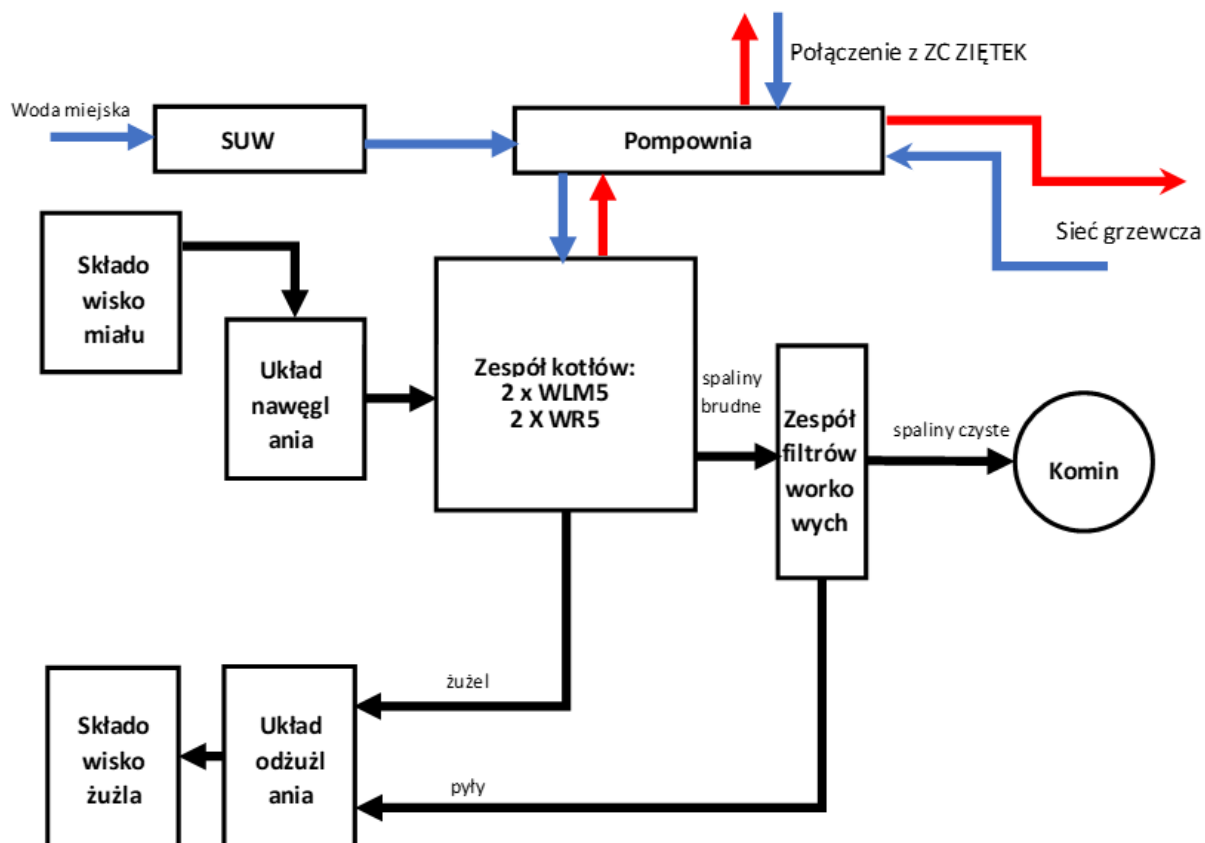 Połączenie z ZC ZIĘTEK
Woda miejska
SUW
Pompownia
Sieć grzewcza
Składo
wisko
miału
Układ
nawęgl
ania
Zespół kotłów:
2 x WLM5
2 X WR5
spaliny
brudne
Zespół
filtrów
worko
wych
spaliny czyste
Komin
żużel
Składo
wisko
żużla
Układ
odżużl
ania
pyły